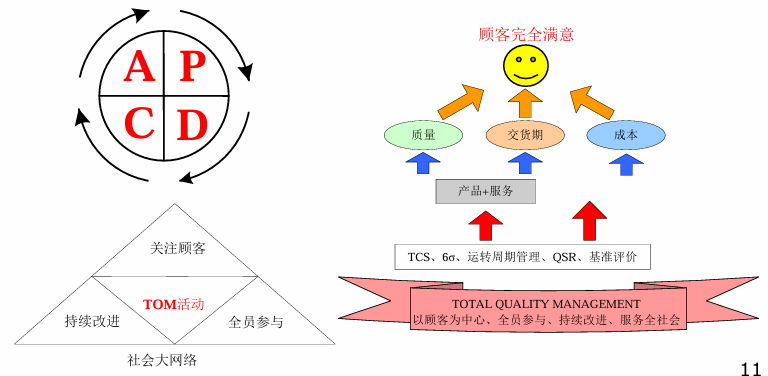 A P
C D
关注顾客
TOM活动
持续改进
全员参与
社会大网络
顾客完全满意
质量
交货期
成本
产品+服务
TCS、6σ、运转周期管理、QSR、基准评价
TOTAL QUALITY MANAGEMENT
以顾客为中心、全员参与、持续改进、服务全社会
11